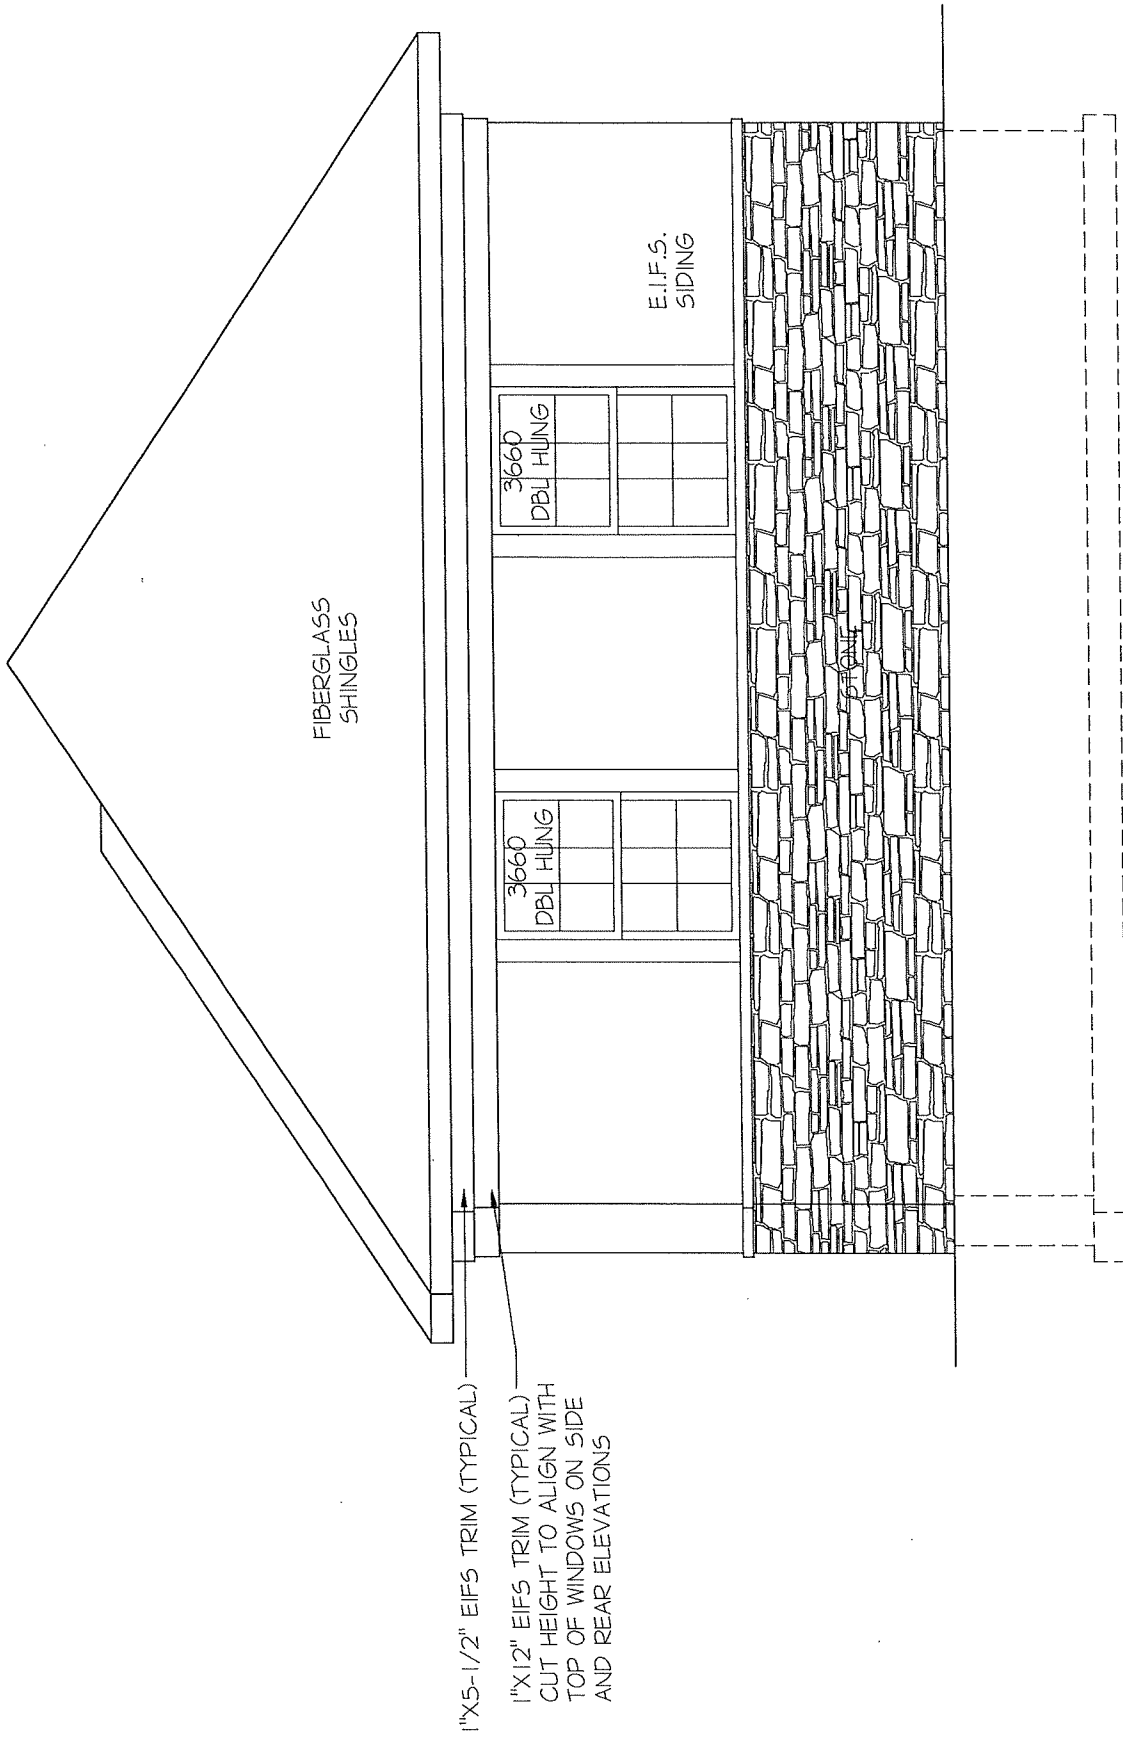 FIBERGLASS
SHINGLES
1"X5-1/2" EIFS TRIM (TYPICAL)
1"X12" EIFS TRIM (TYPICAL)
CUT HEIGHT TO ALIGN WITH
TOP OF WINDOWS ON SIDE
AND REAR ELEVATIONS
3660
DBL HUNG
3660
DBL HUNG
E.I.F.S.
SIDING
STONE